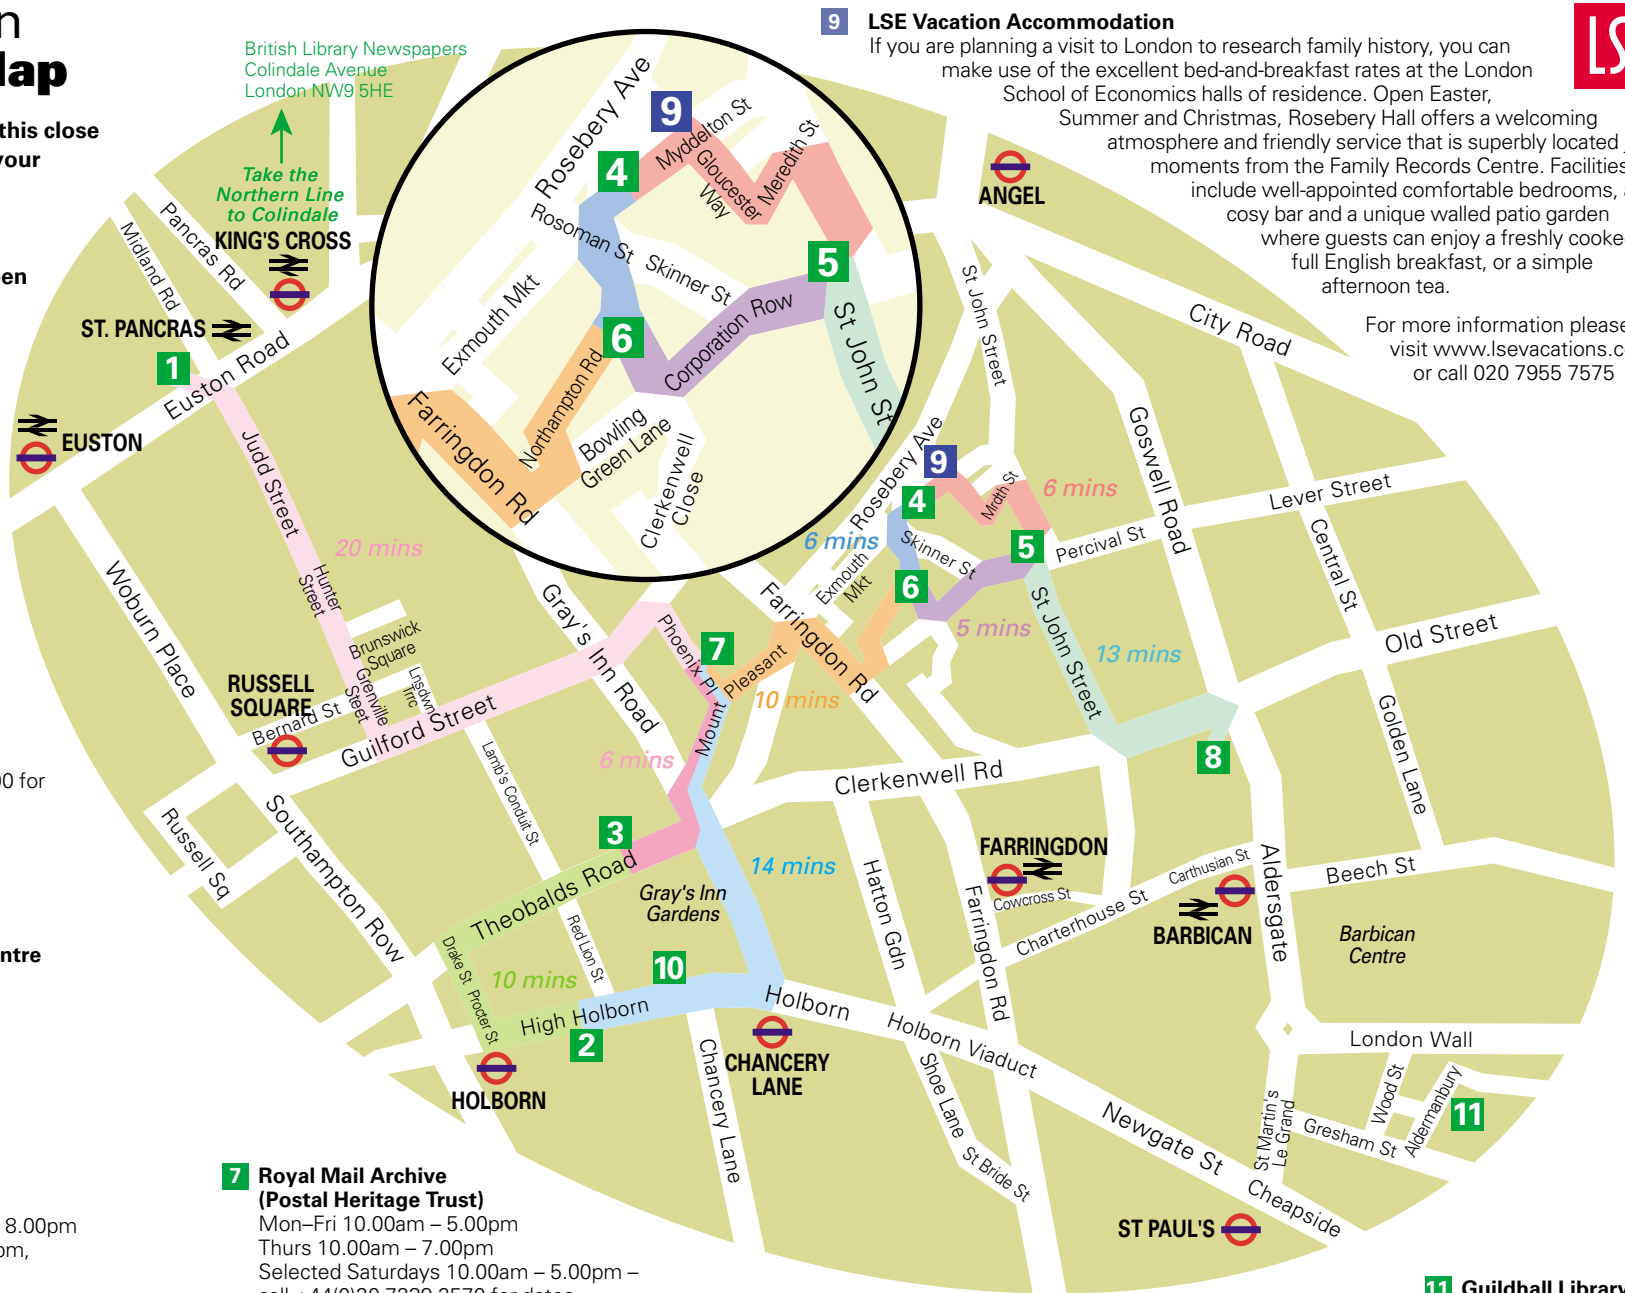 n
ap
this close
your
en
00 for
ntre
8.00pm
om,
British Library Newspapers
Colindale Avenue
London NW9 5HE
Take the
Northern Line
to Colindale
KING'S CROSS
Pancras Rd
Midland Rd
ST. PANCRAS
1
Euston Road
EUSTON
Judd Street
20 mins
Hunter
Street
Woburn Place
Brunswick
Square
Grenville
Steet
Lnsdwn
Trrc
RUSSELL
SQUARE
Bernard St
Guilford Street
Russell Sq
Southampton Row
Lamb's Conduit St
Gray's Inn Road
Phoenix Pl
7
Mount Pleasant
6 mins
10 mins
3
Theobalds Road
Gray's Inn
Gardens
14 mins
Drake St
Procter St
10 mins
Red Lion St
10
High Holborn
2
HOLBORN
Holborn
CHANCERY
LANE
Chancery Lane
Rosebery Ave
9
Myddelton St
4
Gloucester
Way
Meredith St
Rosoman St
Skinner St
5
Exmouth Mkt
6
Corporation Row
St John St
Northampton Rd
Farringdon Rd
Bowling
Green Lane
Clerkenwell
Close
9 LSE Vacation Accommodation
If you are planning a visit to London to research family history, you can
make use of the excellent bed-and-breakfast rates at the London
School of Economics halls of residence. Open Easter,
Summer and Christmas, Rosebery Hall offers a welcoming
atmosphere and friendly service that is superbly located
moments from the Family Records Centre. Facilities
include well-appointed comfortable bedrooms,
cosy bar and a unique walled patio garden
where guests can enjoy a freshly cooke
full English breakfast, or a simple
afternoon tea.
For more information please
visit www.lsevacations.c
or call 020 7955 7575
LS
ANGEL
St John Street
City Road
Goswell Road
Rosebery Ave
9
4
Mrdth St
6 mins
6 mins
Skinner St
5
Percival St
Lever Street
Exmouth
Mkt
6
5 mins
Farringdon Rd
St John Street
13 mins
Central St
Old Street
8
Golden Lane
Clerkenwell Rd
Hatton Gdn
FARRINGDON
Cowcross St
Farringdon Rd
Charterhouse St
Carthusian St
BARBICAN
Aldersgate
Beech St
Barbican
Centre
Holborn Viaduct
Shoe Lane
St Bride St
Newgate St
London Wall
Wood St
Aldermanbury
11
St Martin's
Le Grand
Gresham St
Cheapside
ST PAUL'S
7 Royal Mail Archive
(Postal Heritage Trust)
Mon–Fri 10.00am – 5.00pm
Thurs 10.00am – 7.00pm
Selected Saturdays 10.00am – 5.00pm –
11 Guildhall Library